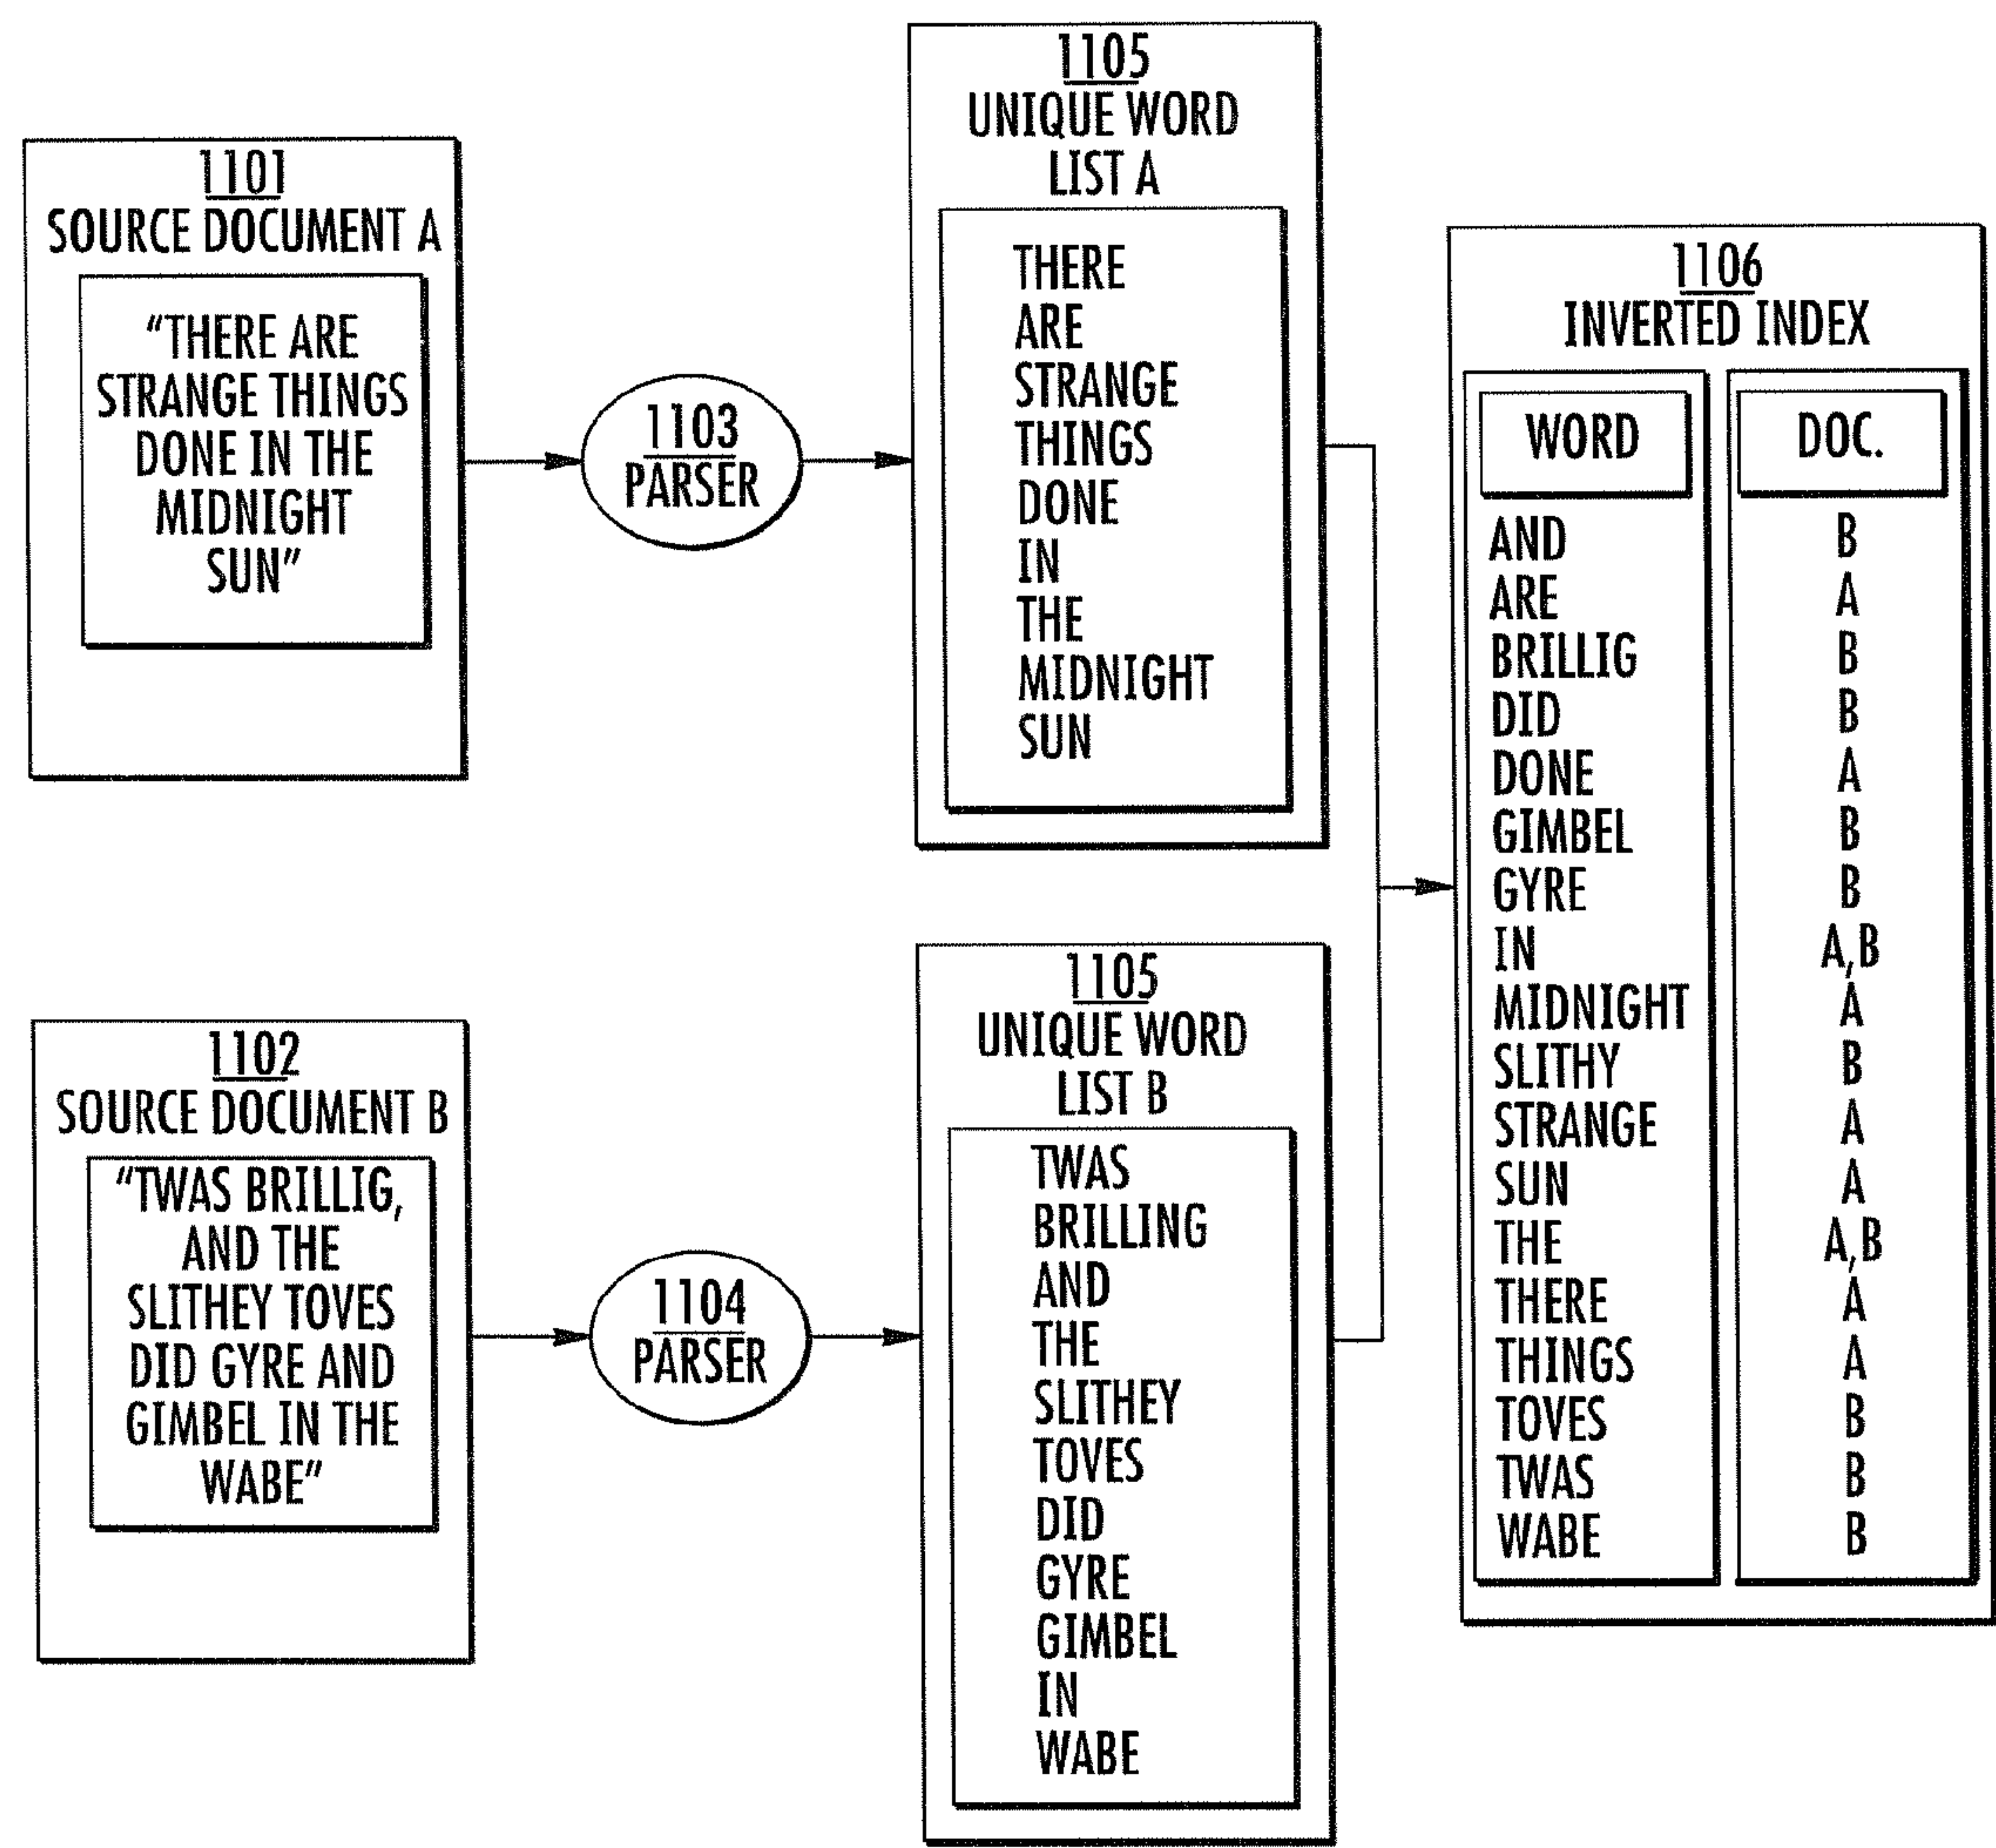 1101
SOURCE DOCUMENT A
“THERE ARE
STRANGE THINGS
DONE IN THE
MIDNIGHT
SUN”
1103
PARSER
1105
UNIQUE WORD
LIST A
THERE
ARE
STRANGE
THINGS
DONE
IN
THE
MIDNIGHT
SUN
1102
SOURCE DOCUMENT B
“TWAS BRILLIG,
AND THE
SLITHEY TOVES
DID GYRE AND
GIMBEL IN THE
WABE”
1104
PARSER
1105
UNIQUE WORD
LIST B
TWAS
BRILLING
AND
THE
SLITHEY
TOVES
DID
GYRE
GIMBEL
IN
WABE
1106
INVERTED INDEX
WORD DOC.
AND B
ARE A
BRILLIG B
DID B
DONE A
GIMBEL B
GYRE B
IN A,B
MIDNIGHT A
SLITHY B
STRANGE A
SUN A
THE A,B
THERE A
THINGS A
TOVES B
TWAS B
WABE B